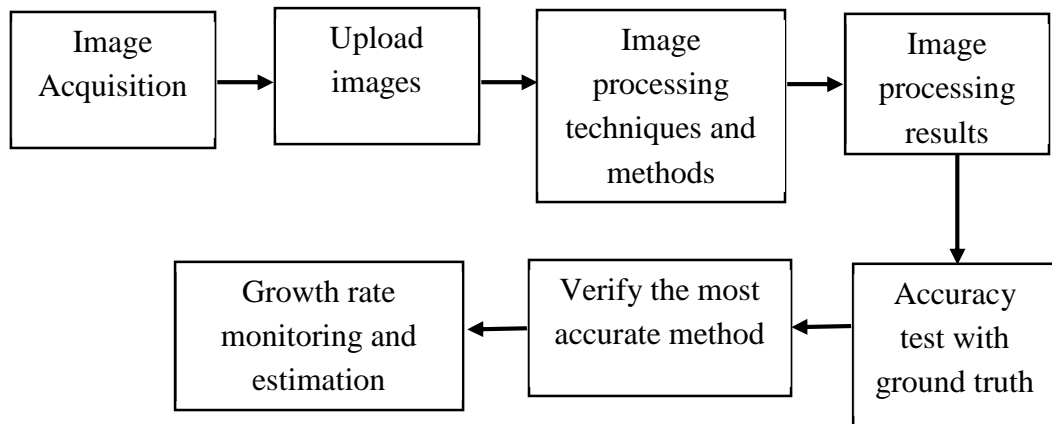 Image
Acquisition
Upload
images
Image
processing
techniques and
methods
Image
processing
results
Accuracy
test with
ground truth
Verify the most
accurate method
Growth rate
monitoring and
estimation